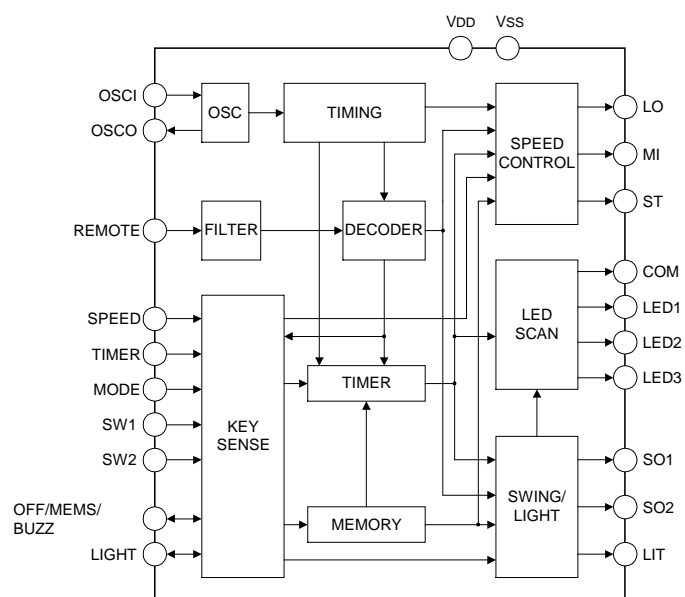 VDD
VSS
OSCI
OSCO
OSC
TIMING
SPEED
CONTROL
LO
MI
ST
REMOTE
FILTER
DECODER
COM
LED
SCAN
LED1
LED2
LED3
SPEED
TIMER
MODE
SW1
SW2
OFF/MEMS/
BUZZ
LIGHT
KEY
SENSE
TIMER
MEMORY
SWING/
LIGHT
SO1
SO2
LIT